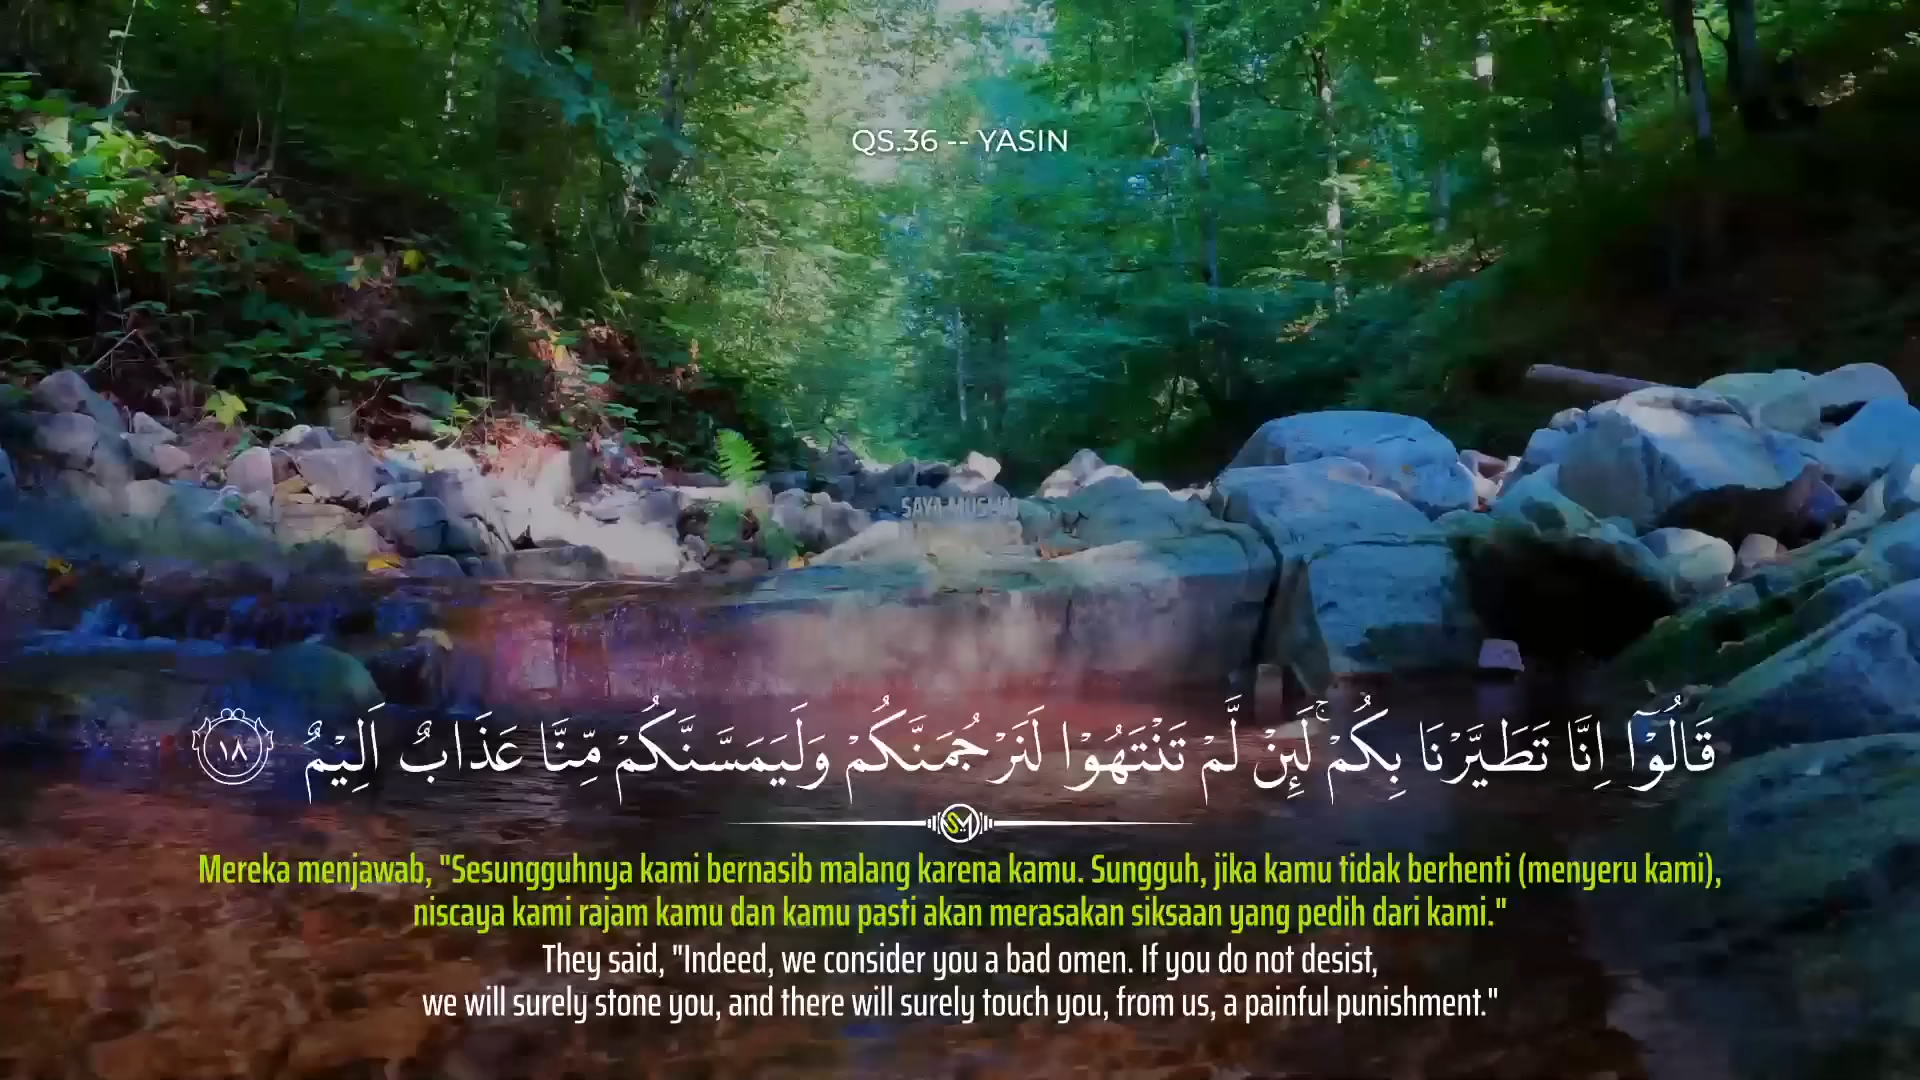 QS.36 -- YASIN
SAYA MUSLIM
قَالُوْٓا اِنَّا تَطَيَّرْنَا بِكُمْۚ لَىِٕنْ لَّمْ تَنْتَهُوْا لَنَرْجُمَنَّكُمْ وَلَيَمَسَّنَّكُمْ مِّنَّا عَذَابٌ اَلِيْمٌ ١٨
SM
Mereka menjawab, "Sesungguhnya kami bernasib malang karena kamu. Sungguh, jika kamu tidak berhenti (menyeru kami),
niscaya kami rajam kamu dan kamu pasti akan merasakan siksaan yang pedih dari kami."
They said, "Indeed, we consider you a bad omen. If you do not desist,
we will surely stone you, and there will surely touch you, from us, a painful punishment."